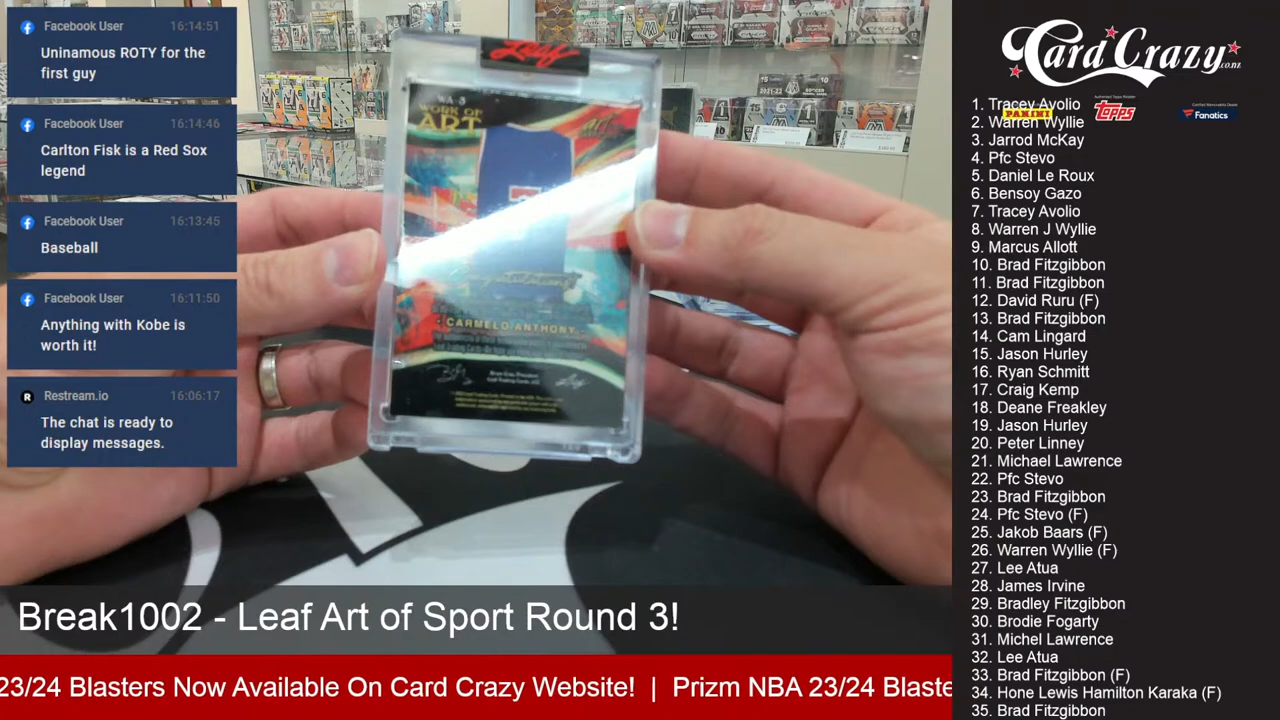 Facebook User 16:14:51
Uninamous ROTY for the
first guy
Facebook User 16:14:46
Carlton Fisk is a Red Sox
legend
Facebook User 16:13:45
Baseball
Facebook User 16:11:50
Anything with Kobe is
worth it!
Restream.io 16:06:17
The chat is ready to
display messages.
Leaf
WORK OF
ART
Congratulations!
- CARMELO ANTHONY -
Break1002 - Leaf Art of Sport Round 3!
23/24 Blasters Now Available On Card Crazy Website! | Prizm NBA 23/24 Blaste
Card Crazy.co.nz
PANINI
topps
Fanatics
1. Tracey Avolio
2. Warren Wyllie
3. Jarrod McKay
4. Pfc Stevo
5. Daniel Le Roux
6. Bensoy Gazo
7. Tracey Avolio
8. Warren J Wyllie
9. Marcus Allott
10. Brad Fitzgibbon
11. Brad Fitzgibbon
12. David Ruru (F)
13. Brad Fitzgibbon
14. Cam Lingard
15. Jason Hurley
16. Ryan Schmitt
17. Craig Kemp
18. Deane Freakley
19. Jason Hurley
20. Peter Linney
21. Michael Lawrence
22. Pfc Stevo
23. Brad Fitzgibbon
24. Pfc Stevo (F)
25. Jakob Baars (F)
26. Warren Wyllie (F)
27. Lee Atua
28. James Irvine
29. Bradley Fitzgibbon
30. Brodie Fogarty
31. Michel Lawrence
32. Lee Atua
33. Brad Fitzgibbon (F)
34. Hone Lewis Hamilton Karaka (F)
35. Brad Fitzgibbon